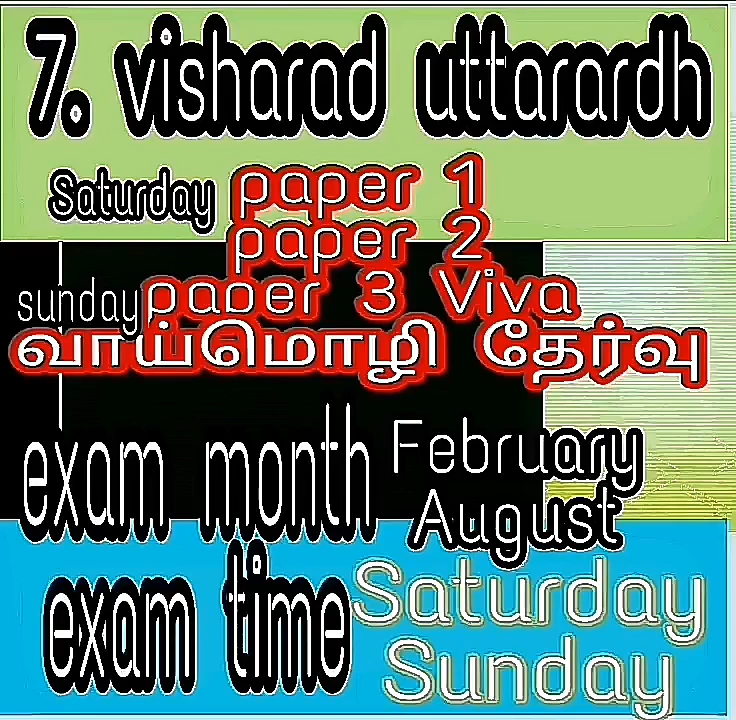 7. visharad uttarardh
Saturday paper 1
paper 2
sunday paper 3 Viva
வாய்மொழி தேர்வு
exam month February
August
exam time Saturday
Sunday